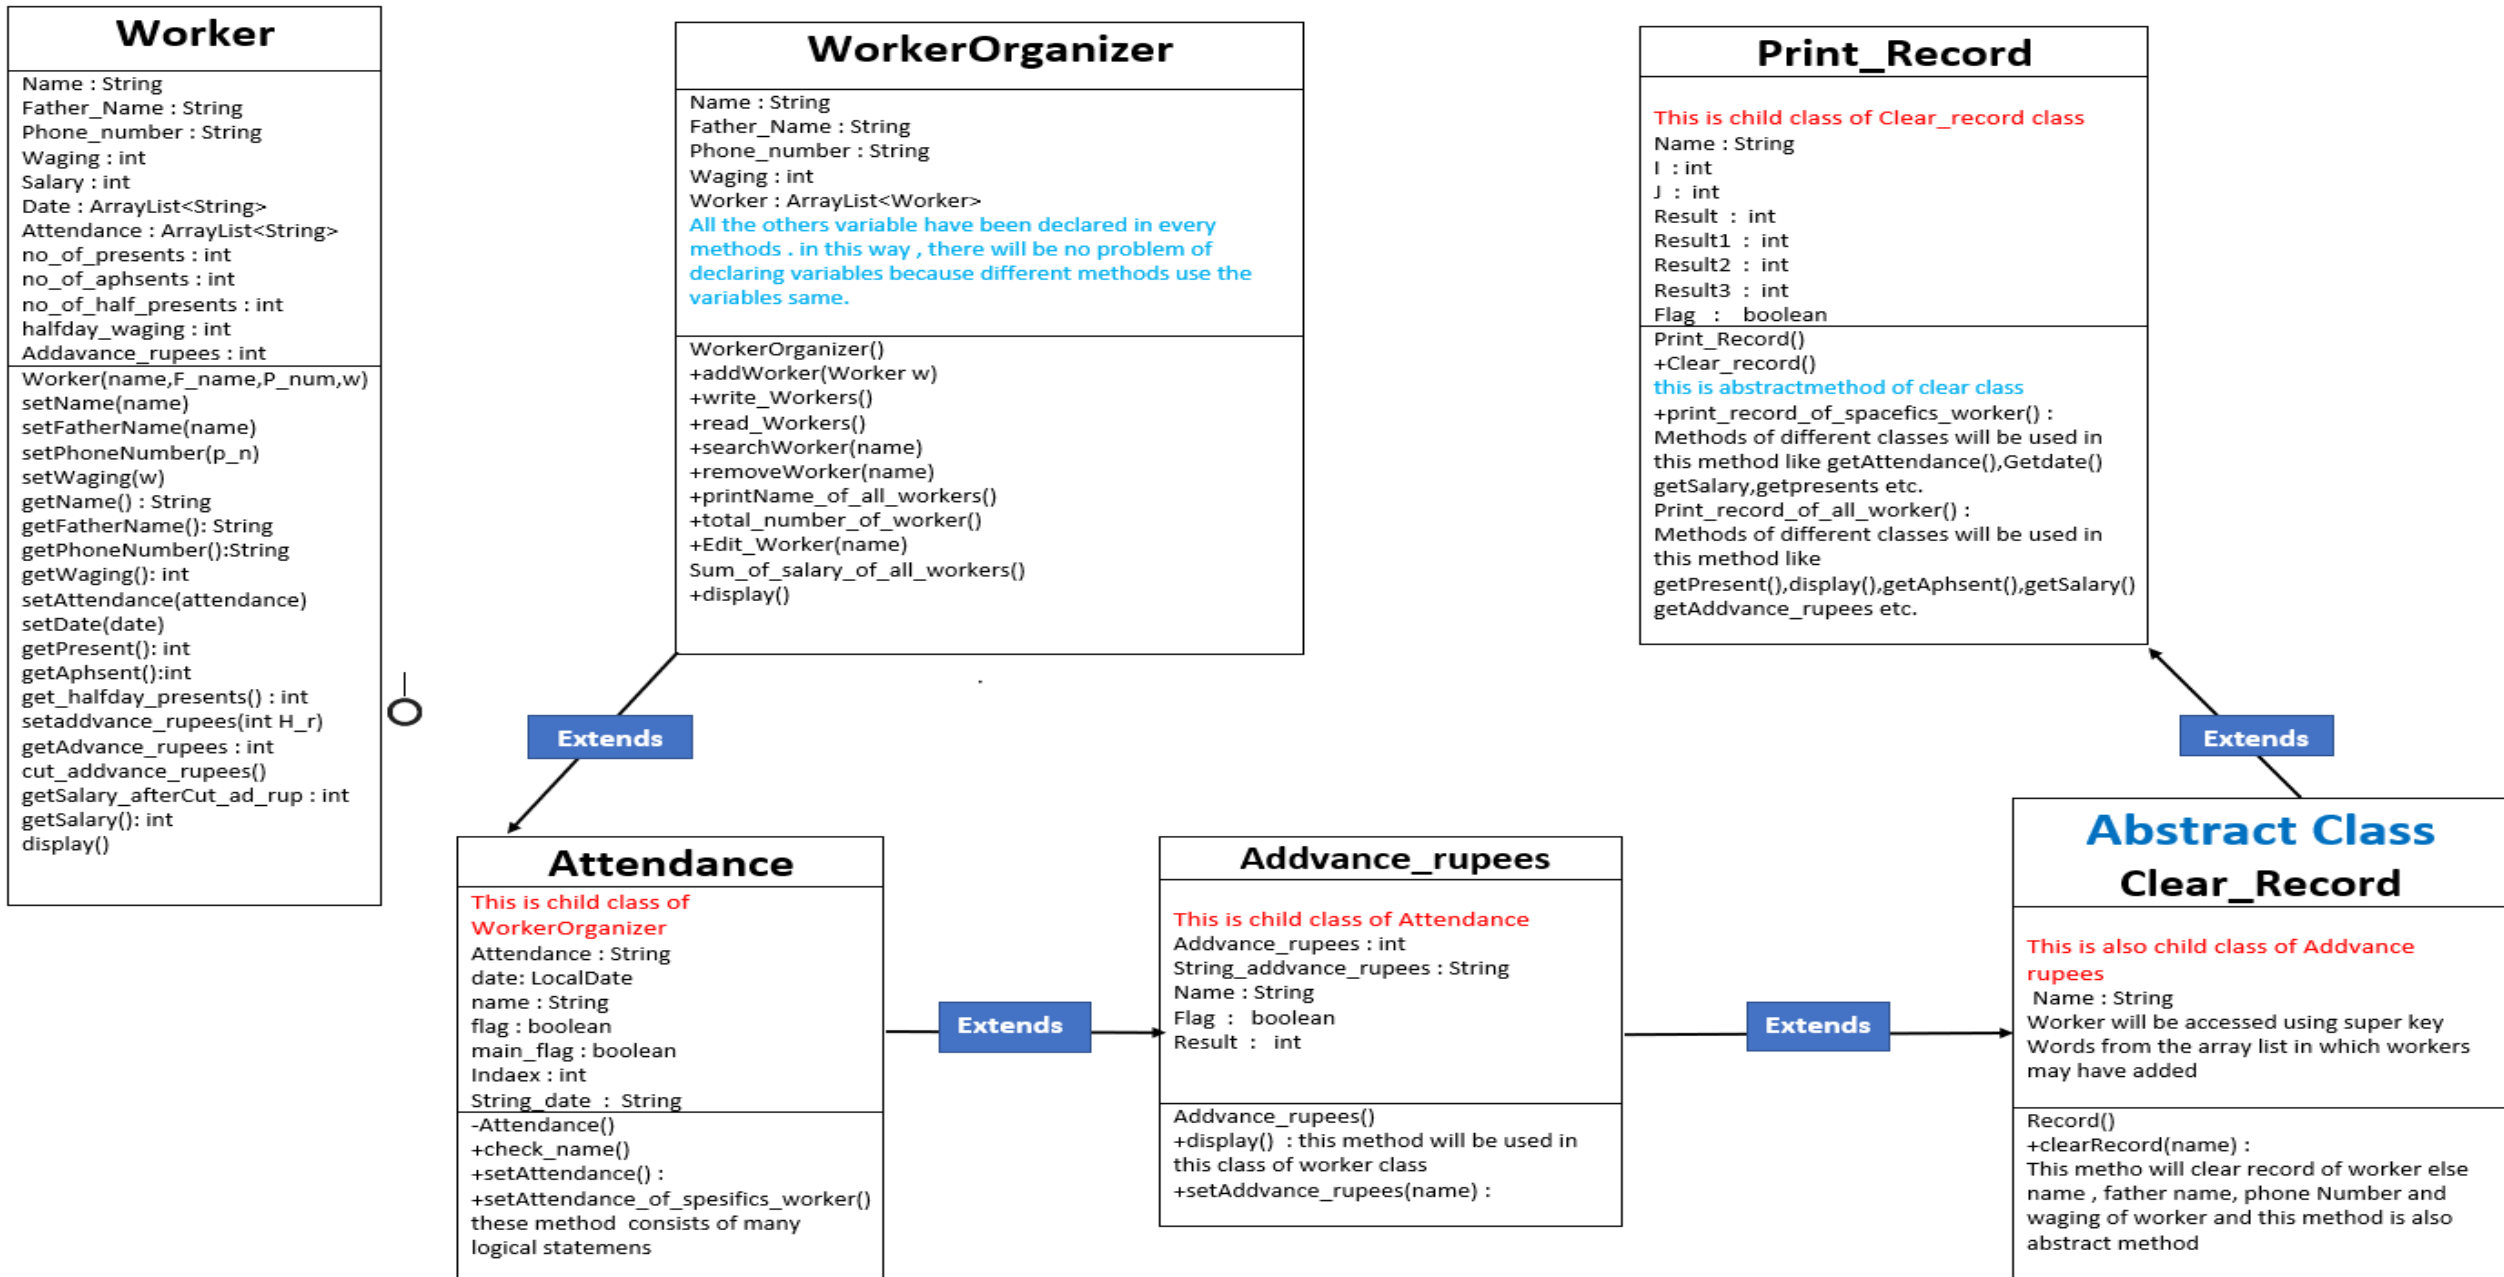 Worker
Name : String
Father_Name : String
Phone_number : String
Waging : int
Salary : int
Date : ArrayList<String>
Attendance : ArrayList<String>
no_of_presents : int
no_of_aphsents : int
no_of_half_presents : int
halfday_waging : int
Addavance_rupees : int
Worker(name,F_name,P_num,w)
setName(name)
setFatherName(name)
setPhoneNumber(p_n)
setWaging(w)
getName() : String
getFatherName(): String
getPhoneNumber():String
getWaging(): int
setAttendance(attendance)
setDate(date)
getPresent(): int
getAphsent():int
get_halfday_presents() : int
setaddvance_rupees(int H_r)
getAdvance_rupees : int
cut_addvance_rupees()
getSalary_afterCut_ad_rup : int
getSalary(): int
display()
WorkerOrganizer
Name : String
Father_Name : String
Phone_number : String
Waging : int
Worker : ArrayList<Worker>
All the others variable have been declared in every
methods . in this way , there will be no problem of
declaring variables because different methods use the
variables same.
WorkerOrganizer()
+addWorker(Worker w)
+write_Workers()
+read_Workers()
+searchWorker(name)
+removeWorker(name)
+printName_of_all_workers()
+total_number_of_worker()
+Edit_Worker(name)
Sum_of_salary_of_all_workers()
+display()
Print_Record
This is child class of Clear_record class
Name : String
I : int
J : int
Result : int
Result1 : int
Result2 : int
Result3 : int
Flag : boolean
Print_Record()
+Clear_record()
this is abstractmethod of clear class
+print_record_of_spacefics_worker() :
Methods of different classes will be used in
this method like getAttendance(),Getdate()
getSalary,getpresents etc.
Print_record_of_all_worker() :
Methods of different classes will be used in
this method like
getPresent(),display(),getAphsent(),getSalary()
getAddvance_rupees etc.
Extends
Extends
Attendance
This is child class of
WorkerOrganizer
Attendance : String
date: LocalDate
name : String
flag : boolean
main_flag : boolean
Indaex : int
String_date : String
-Attendance()
+check_name()
+setAttendance() :
+setAttendance_of_spesifics_worker()
these method consists of many
logical statemens
Extends
Addvance_rupees
This is child class of Attendance
Addvance_rupees : int
String_addvance_rupees : String
Name : String
Flag : boolean
Result : int
Addvance_rupees()
+display() : this method will be used in
this class of worker class
+setAddvance_rupees(name) :
Extends
Abstract Class
Clear_Record
This is also child class of Addvance
rupees
Name : String
Worker will be accessed using super key
Words from the array list in which workers
may have added
Record()
+clearRecord(name) :
This metho will clear record of worker else
name , father name, phone Number and
waging of worker and this method is also
abstract method